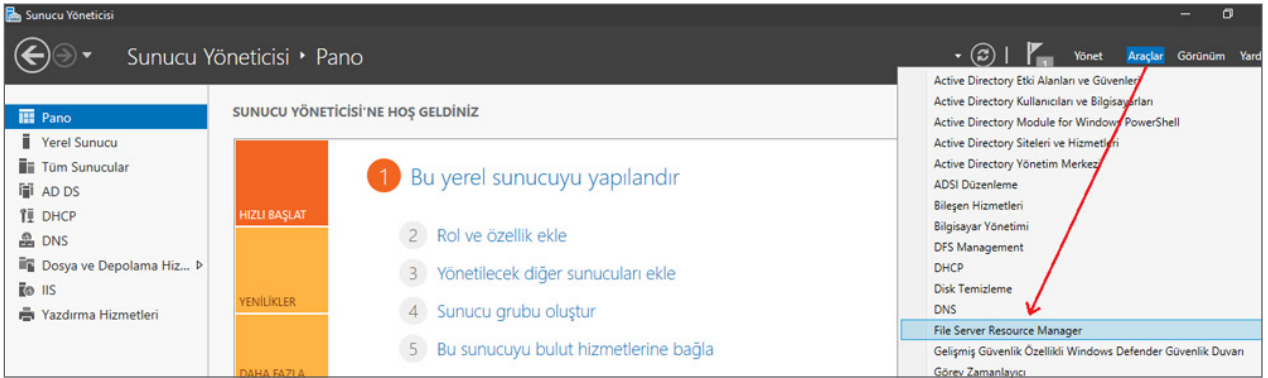 Sunucu Yöneticisi
Sunucu Yöneticisi • Pano
1
Yönet Araçlar Görünüm Yard
Pano
Yerel Sunucu
Tüm Sunucular
AD DS
DHCP
DNS
Dosya ve Depolama Hiz...
IIS
Yazdırma Hizmetleri
SUNUCU YÖNETİCİSİ'NE HOŞ GELDİNİZ
HIZLI BAŞLAT
YENİLİKLER
DAHA FAZLA
1 Bu yerel sunucuyu yapılandır
2 Rol ve özellik ekle
3 Yönetilecek diğer sunucuları ekle
4 Sunucu grubu oluştur
5 Bu sunucuyu bulut hizmetlerine bağla
Active Directory Etki Alanları ve Güvenleri
Active Directory Kullanıcıları ve Bilgisayarları
Active Directory Module for Windows PowerShell
Active Directory Siteleri ve Hizmetleri
Active Directory Yönetim Merkezi
ADSI Düzenleme
Bileşen Hizmetleri
Bilgisayar Yönetimi
DFS Management
DHCP
Disk Temizleme
DNS
File Server Resource Manager
Gelişmiş Güvenlik Özellikli Windows Defender Güvenlik Duvarı
Görev Zamanlayıcı